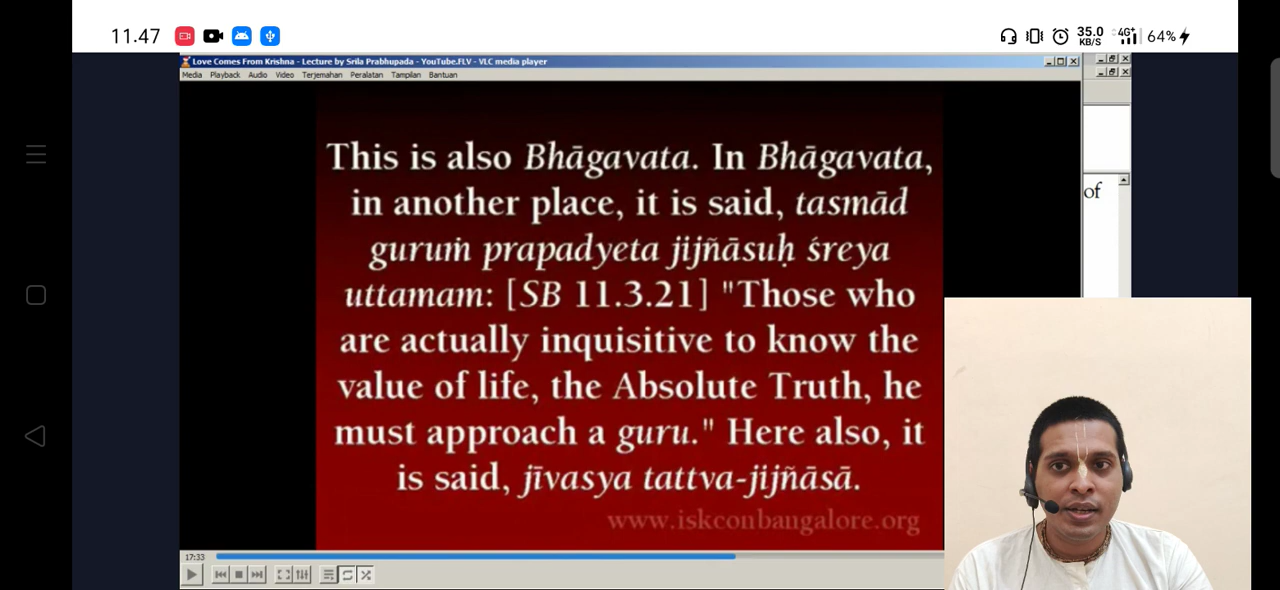 11.47
35.0
KB/S
4G+
64%
Love Comes From Krishna - Lecture by Srila Prabhupada - YouTube.FLV - VLC media player
Media Playback Audio Video Terjemahan Peralatan Tampilan Bantuan
This is also Bhāgavata. In Bhāgavata,
in another place, it is said, tasmād
guruṁ prapadyeta jijñāsuḥ śreya
uttamam: [SB 11.3.21] "Those who
are actually inquisitive to know the
value of life, the Absolute Truth, he
must approach a guru." Here also, it
is said, jīvasya tattva-jijñāsā.
www.iskconbangalore.org
of
17:33